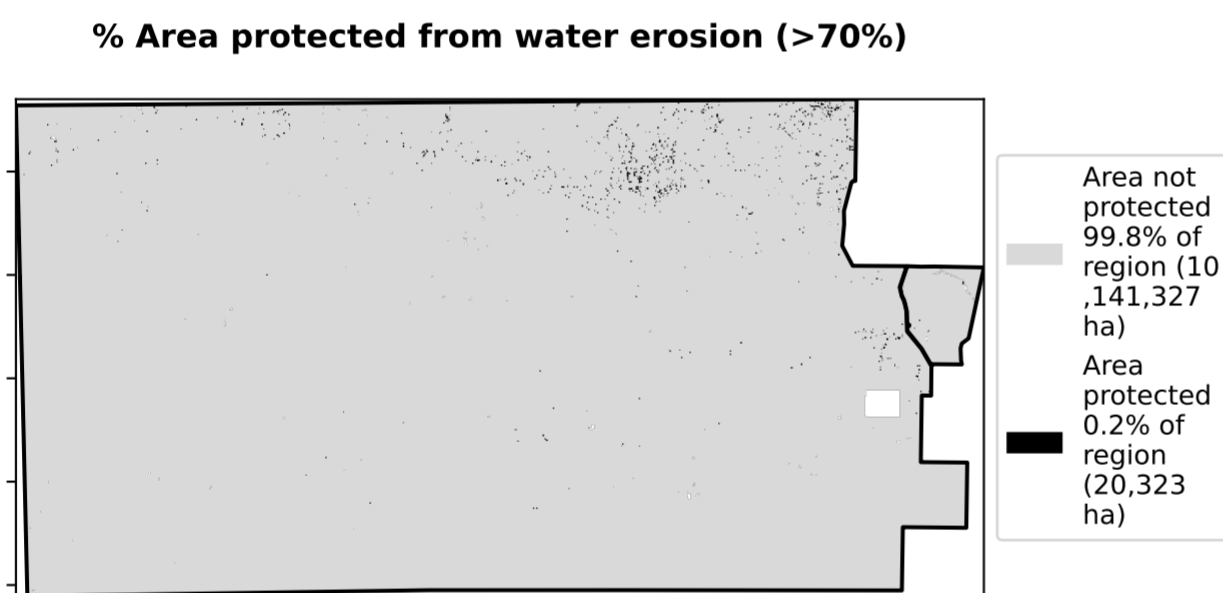 % Area protected from water erosion (>70%)
Area not
protected
99.8% of
region (10
,141,327
ha)
Area
protected
0.2% of
region
(20,323
ha)